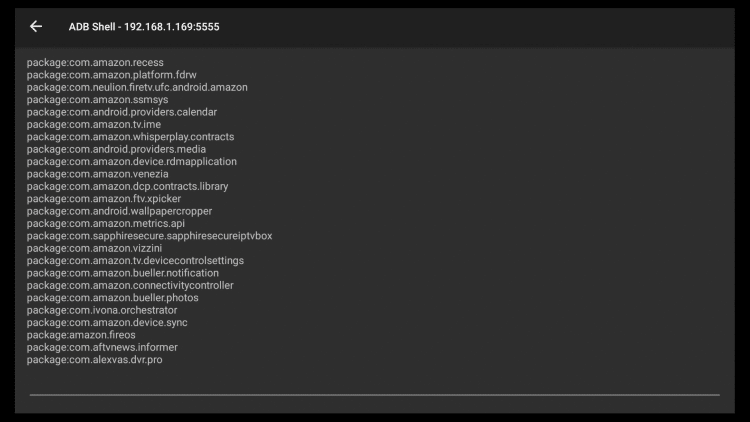 ADB Shell - 192.168.1.169:5555
package:com.amazon.recess
package:com.amazon.platform.fdrw
package:com.neulion.firetv.ufc.android.amazon
package:com.amazon.ssmsys
package:com.android.providers.calendar
package:com.amazon.tv.ime
package:com.amazon.whisperplay.contracts
package:com.android.providers.media
package:com.amazon.device.rdmapplication
package:com.amazon.venezia
package:com.amazon.dcp.contracts.library
package:com.amazon.ftv.xpicker
package:com.android.wallpapercropper
package:com.amazon.metrics.api
package:com.sapphiresecure.sapphiresecureiptvbox
package:com.amazon.vizzini
package:com.amazon.tv.devicecontrolsettings
package:com.amazon.bueller.notification
package:com.amazon.connectivitycontroller
package:com.amazon.bueller.photos
package:com.ivona.orchestrator
package:com.amazon.device.sync
package:amazon.fireos
package:com.aftvnews.informer
package:com.alexvas.dvr.pro